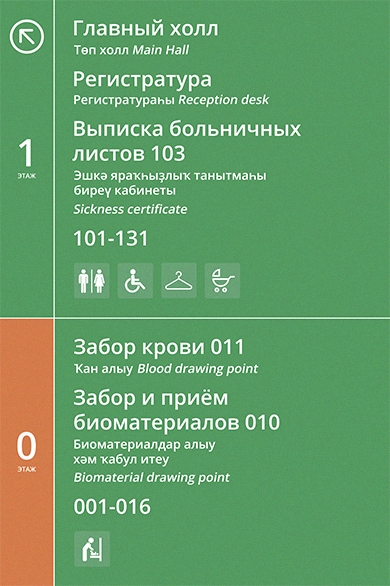 Главный холл
Төп холл Main Hall
Регистратура
Регистратураһы Reception desk
Выписка больничных
листов 103
Эшкә яраҡһыҙлыҡ танытмаһы
биреү кабинеты
Sickness certificate
1
этаж
101-131
Забор крови 011
Ҡан алыу Blood drawing point
Забор и приём
биоматериалов 010
Биоматериалдар алыу
хәм ҡабул итеу
Biomaterial drawing point
0
этаж
001-016